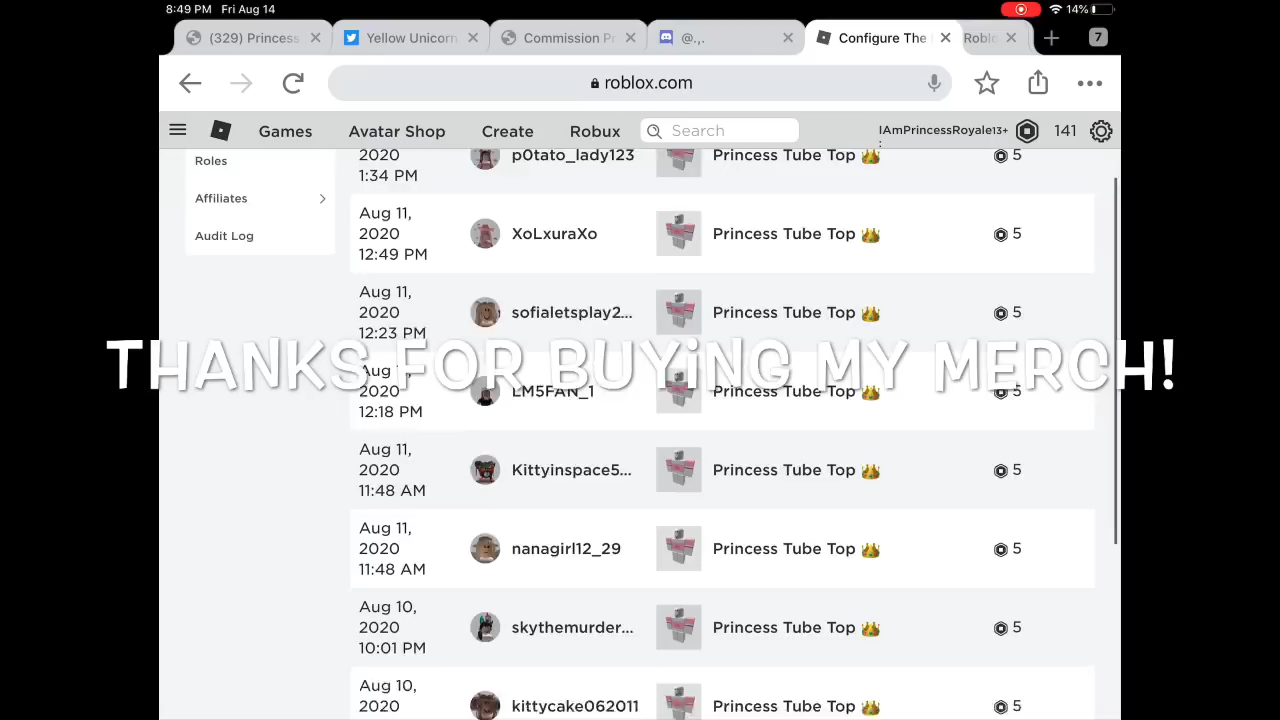 8:49 PM Fri Aug 14 14%
(329) Princess Yellow Unicorn Commission Pr @.,. Configure The Roblo 7
roblox.com
Games Avatar Shop Create Robux Search IAmPrincessRoyale13+ 141
Roles
Affiliates
Audit Log
2020
1:34 PM
p0tato_lady123 Princess Tube Top 👑 5
Aug 11,
2020
12:49 PM
XoLxuraXo Princess Tube Top 👑 5
Aug 11,
2020
12:23 PM
sofialetsplay2... Princess Tube Top 👑 5
THANKS FOR BUYiNG MY MERCH!
Aug 11,
2020
12:18 PM
LM5FAN_1 Princess Tube Top 👑 5
Aug 11,
2020
11:48 AM
Kittyinspace5... Princess Tube Top 👑 5
Aug 11,
2020
11:48 AM
nanagirl12_29 Princess Tube Top 👑 5
Aug 10,
2020
10:01 PM
skythemurder... Princess Tube Top 👑 5
Aug 10,
2020
kittycake062011 Princess Tube Top 👑 5